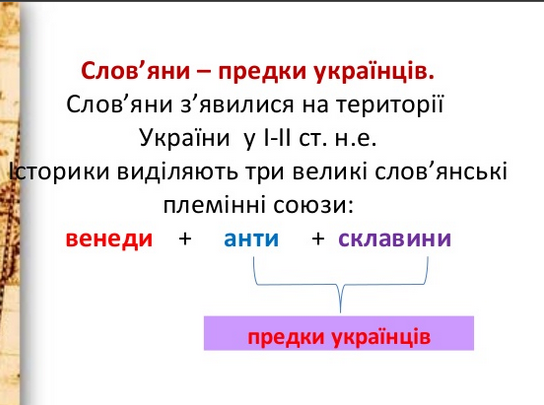 Слов’яни – предки українців.
Слов’яни з’явилися на території
України у І-ІІ ст. н.е.
Історики виділяють три великі слов’янські
племінні союзи:
венеди + анти + склавини
предки українців